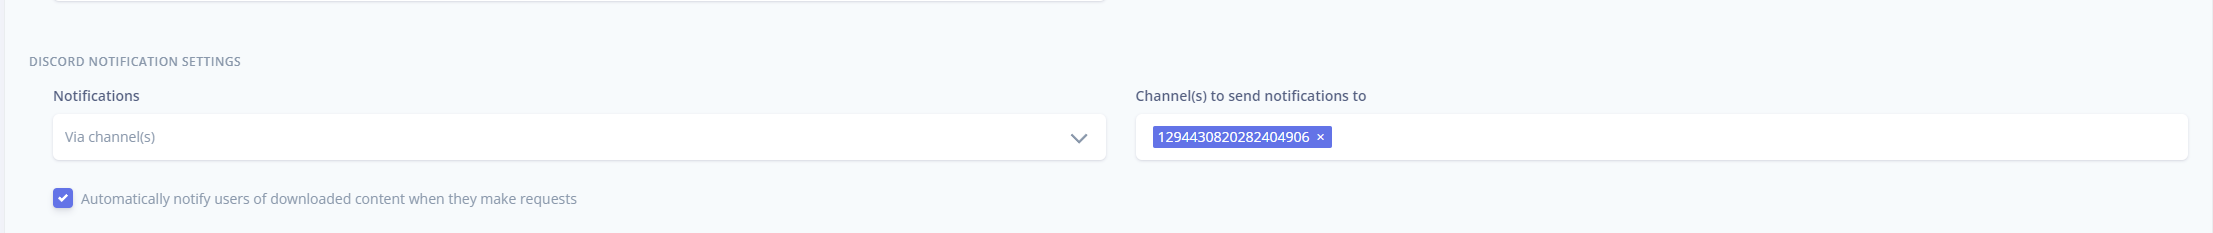 DISCORD NOTIFICATION SETTINGS
Notifications
Channel(s) to send notifications to
Via channel(s)
1294430820282404906 ×
Automatically notify users of downloaded content when they make requests